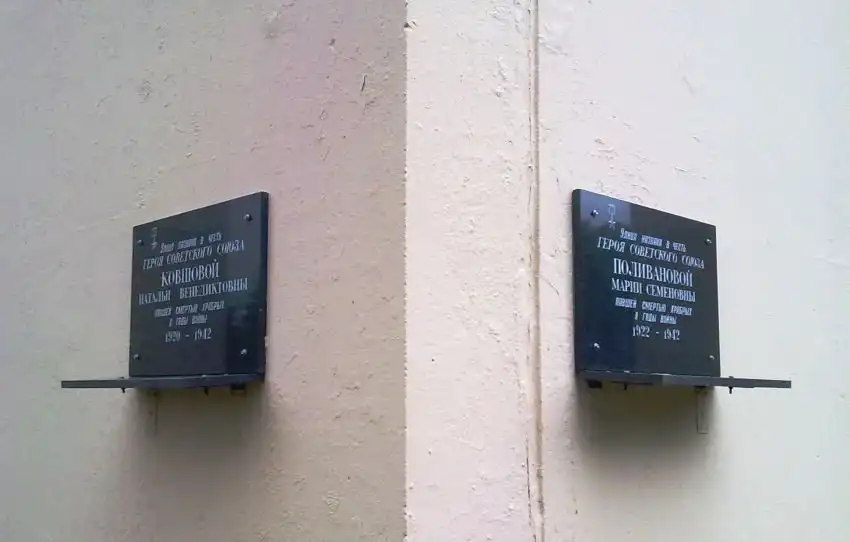 Улица названа в честь
ГЕРОЯ СОВЕТСКОГО СОЮЗА
КОВШОВОЙ
НАТАЛЬИ ВЕНЕДИКТОВНЫ
ПАВШЕЙ СМЕРТЬЮ ХРАБРЫХ
В ГОДЫ ВОЙНЫ
1920 - 1942
Улица названа в честь
ГЕРОЯ СОВЕТСКОГО СОЮЗА
ПОЛИВАНОВОЙ
МАРИИ СЕМЕНОВНЫ
ПАВШЕЙ СМЕРТЬЮ ХРАБРЫХ
В ГОДЫ ВОЙНЫ
1922 - 1942